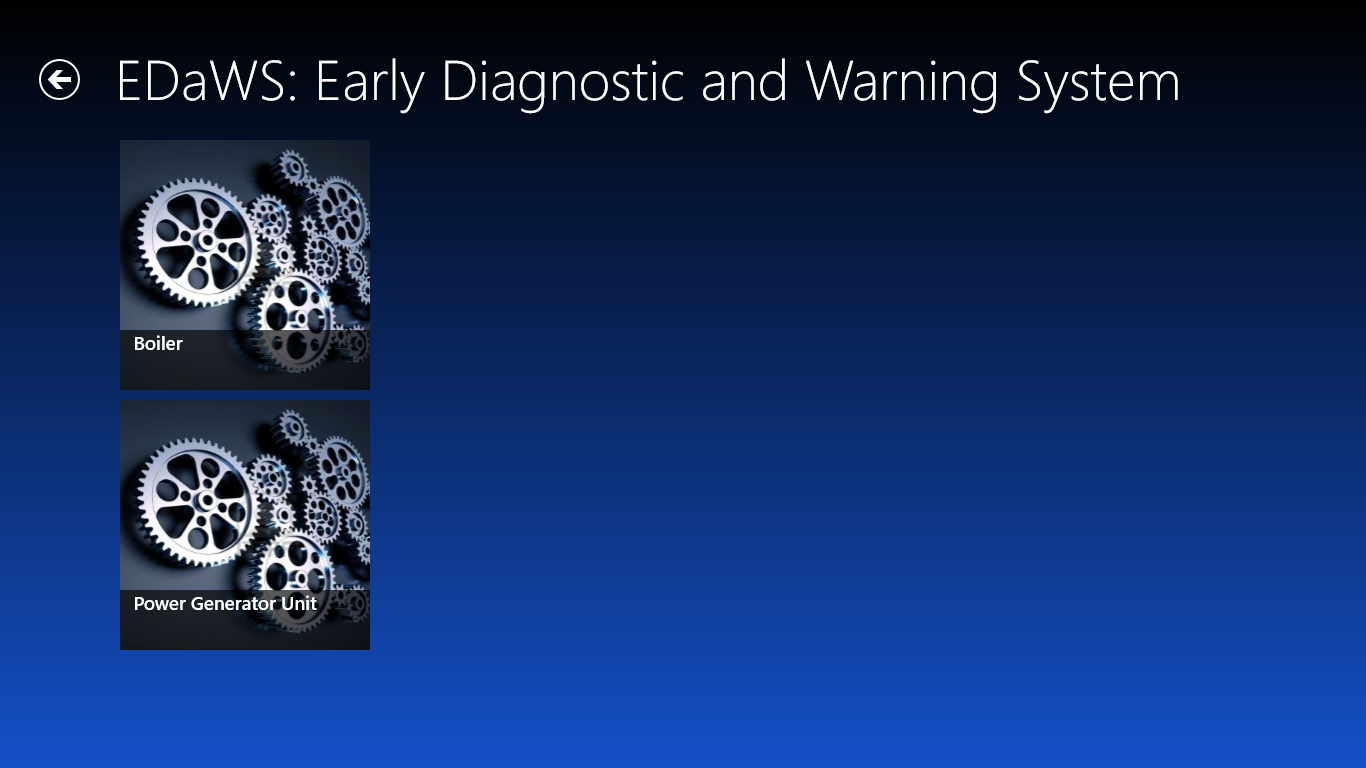 EDaWS: Early Diagnostic and Warning System
Boiler
Power Generator Unit